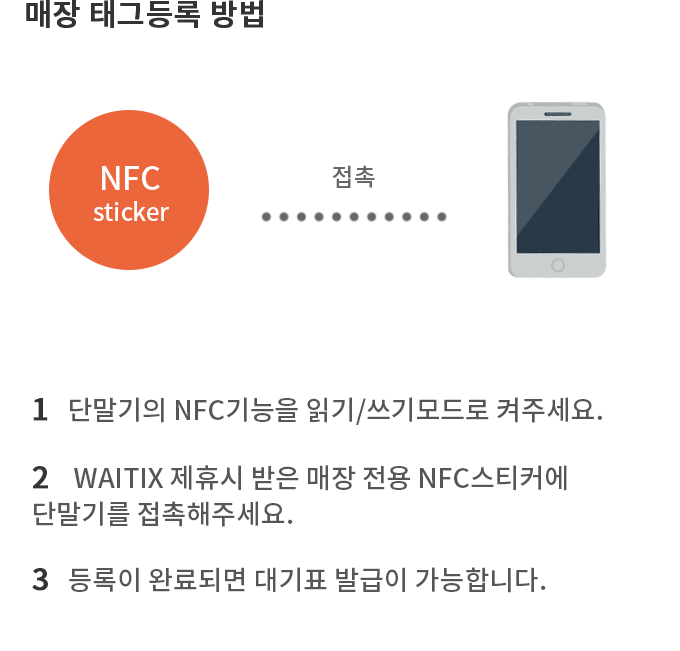 매장 태그등록 방법
NFC
sticker
접촉
1 단말기의 NFC기능을 읽기/쓰기모드로 켜주세요.
2 WAITIX 제휴시 받은 매장 전용 NFC스티커에
단말기를 접촉해주세요.
3 등록이 완료되면 대기표 발급이 가능합니다.